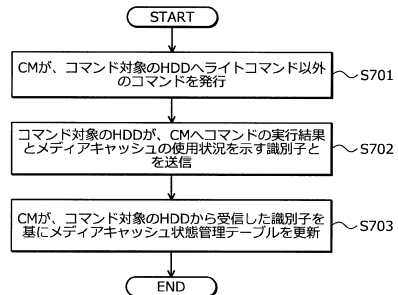 START
CMが、コマンド対象のHDDへライトコマンド以外
のコマンドを発行
S701
コマンド対象のHDDが、CMへコマンドの実行結果
とメディアキャッシュの使用状況を示す識別子と
を送信
S702
CMが、コマンド対象のHDDから受信した識別子を
基にメディアキャッシュ状態管理テーブルを更新
S703
END